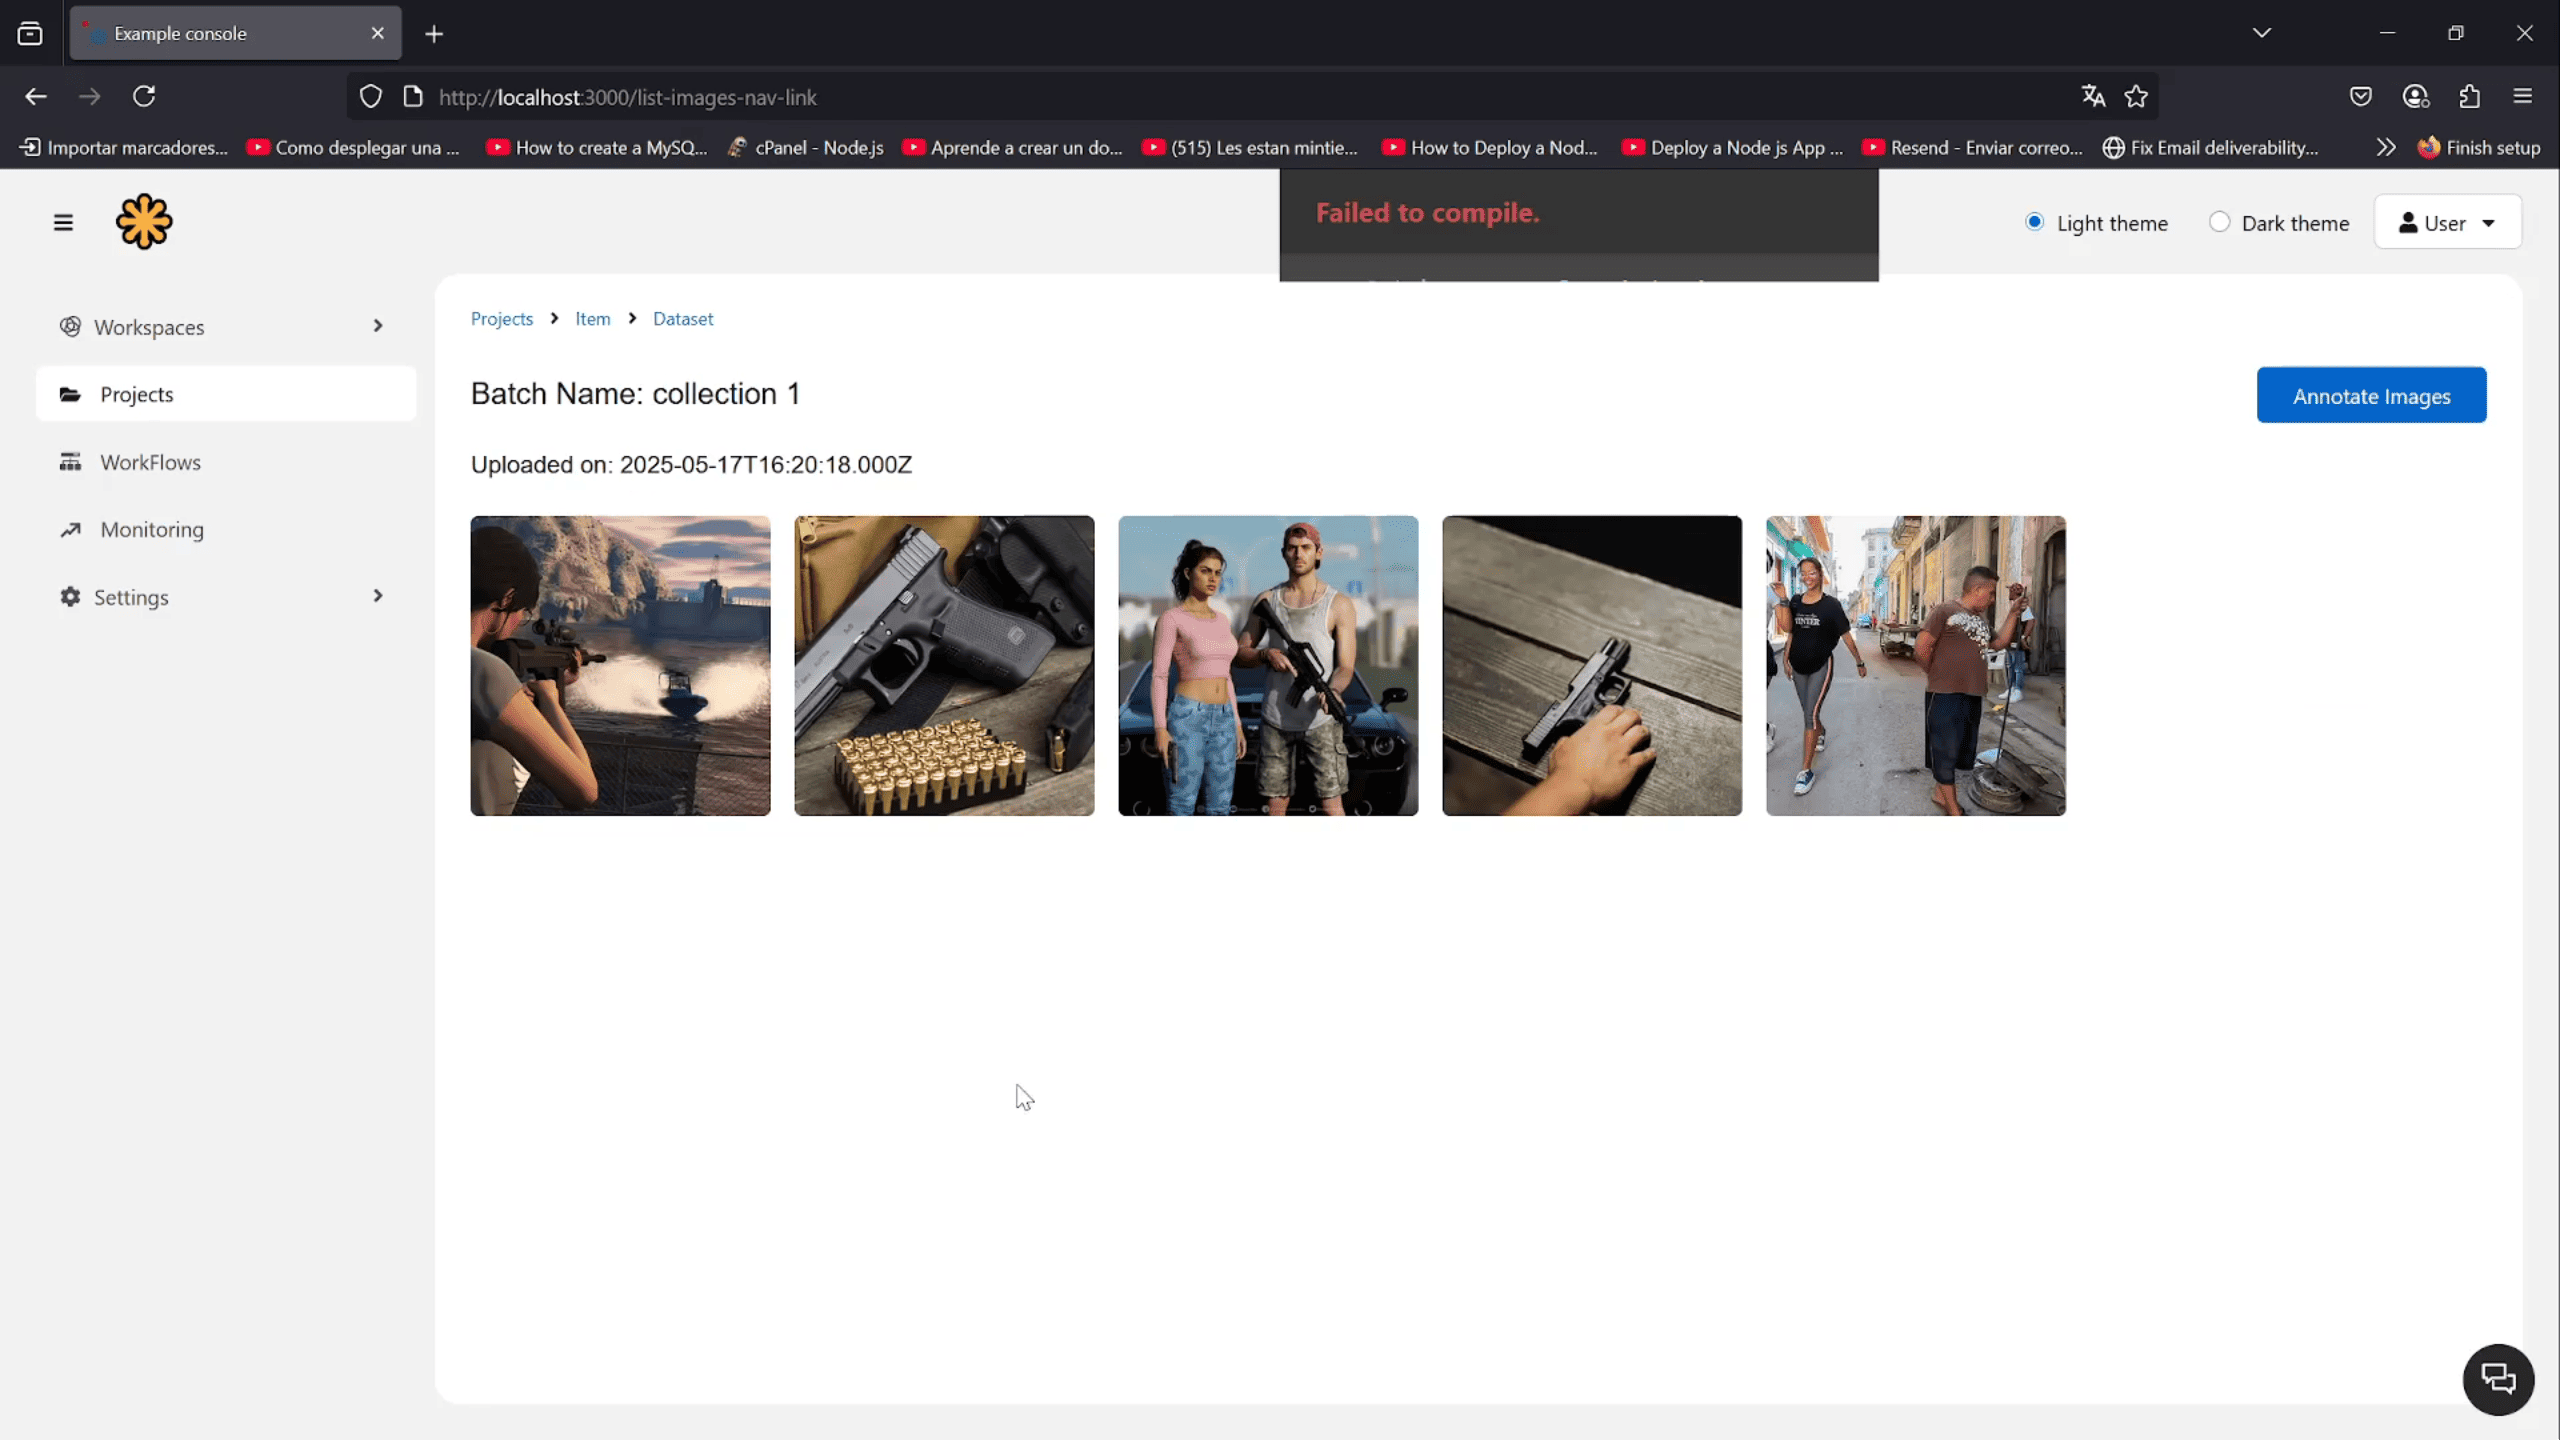 Example console
http://localhost:3000/list-images-nav-link
Importar marcadores...
Como desplegar una ...
How to create a MySQ...
cPanel - Node.js
Aprende a crear un do...
(515) Les estan mintie...
How to Deploy a Nod...
Deploy a Node js App ...
Resend - Enviar correo...
Fix Email deliverability...
Finish setup
Failed to compile.
Light theme
Dark theme
User
Workspaces
Projects
WorkFlows
Monitoring
Settings
Projects
Item
Dataset
Batch Name: collection 1
Annotate Images
Uploaded on: 2025-05-17T16:20:18.000Z